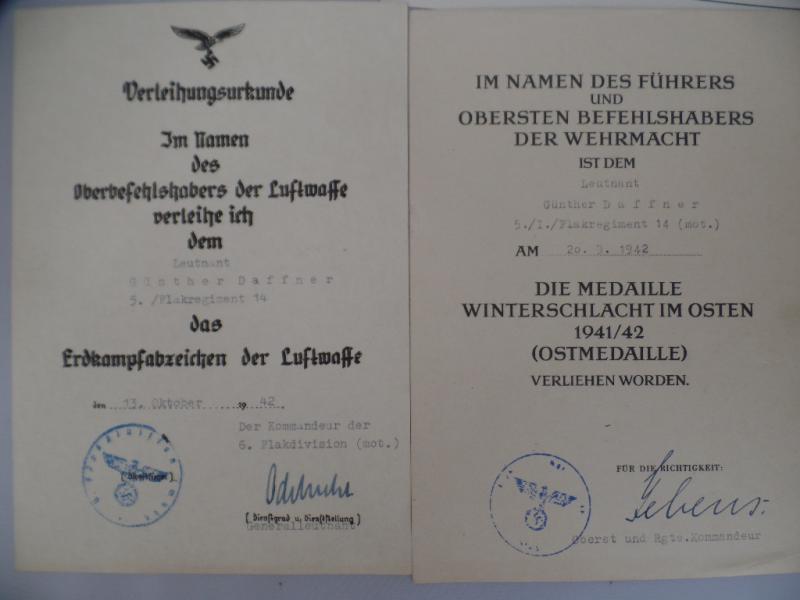 Verleihungsurkunde
Im Namen
des
Oberbefehlshabers der Luftwaffe
verleihe ich
dem
Leutnant
Günther Daffner
5. /Flakregiment 14
das
Erdkampfabzeichen der Luftwaffe
den 13. Oktober 19 42.
Der Kommandeur der
6. Flakdivision (mot.)
(Dienstsiegel)
(Dienstgrad u. Dienststellung)
Generalleutnant
IM NAMEN DES FÜHRERS
UND
OBERSTEN BEFEHLSHABERS
DER WEHRMACHT
IST DEM
Leutnant
Günther Daffner
5./I./Flakregiment 14 (mot.)
AM 20. 9. 1942
DIE MEDAILLE
WINTERSCHLACHT IM OSTEN
1941/42
(OSTMEDAILLE)
VERLIEHEN WORDEN.
FÜR DIE RICHTIGKEIT:
Oberst und Rgts.Kommandeur